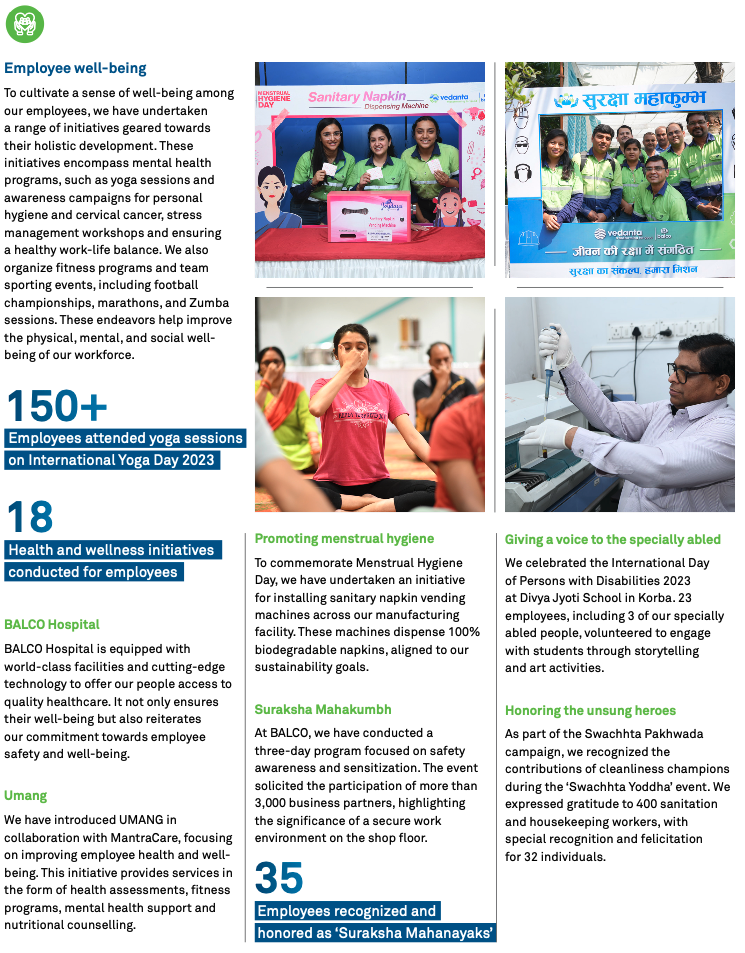 Employee well-being
To cultivate a sense of well-being among
our employees, we have undertaken
a range of initiatives geared towards
their holistic development. These
initiatives encompass mental health
programs, such as yoga sessions and
awareness campaigns for personal
hygiene and cervical cancer, stress
management workshops and ensuring
a healthy work-life balance. We also
organize fitness programs and team
sporting events, including football
championships, marathons, and Zumba
sessions. These endeavors help improve
the physical, mental, and social well-
being of our workforce.
150+
Employees attended yoga sessions
on International Yoga Day 2023
18
Health and wellness initiatives
conducted for employees
BALCO Hospital
BALCO Hospital is equipped with
world-class facilities and cutting-edge
technology to offer our people access to
quality healthcare. It not only ensures
their well-being but also reiterates
our commitment towards employee
safety and well-being.
Umang
We have introduced UMANG in
collaboration with MantraCare, focusing
on improving employee health and well-
being. This initiative provides services in
the form of health assessments, fitness
programs, mental health support and
nutritional counselling.
MENSTRUAL
HYGIENE
DAY
Sanitary Napkin
Dispensing Machine
vedanta
Sanitary Napkin
Vending Machine
सुरक्षा महाकुम्भ
vedanta
balco
जीवन की रक्षा में संगठित
सुरक्षा का संकल्प, हमारा मिशन
Promoting menstrual hygiene
To commemorate Menstrual Hygiene
Day, we have undertaken an initiative
for installing sanitary napkin vending
machines across our manufacturing
facility. These machines dispense 100%
biodegradable napkins, aligned to our
sustainability goals.
Suraksha Mahakumbh
At BALCO, we have conducted a
three-day program focused on safety
awareness and sensitization. The event
solicited the participation of more than
3,000 business partners, highlighting
the significance of a secure work
environment on the shop floor.
35
Employees recognized and
honored as ‘Suraksha Mahanayaks’
Giving a voice to the specially abled
We celebrated the International Day
of Persons with Disabilities 2023
at Divya Jyoti School in Korba. 23
employees, including 3 of our specially
abled people, volunteered to engage
with students through storytelling
and art activities.
Honoring the unsung heroes
As part of the Swachhta Pakhwada
campaign, we recognized the
contributions of cleanliness champions
during the ‘Swachhta Yoddha’ event. We
expressed gratitude to 400 sanitation
and housekeeping workers, with
special recognition and felicitation
for 32 individuals.